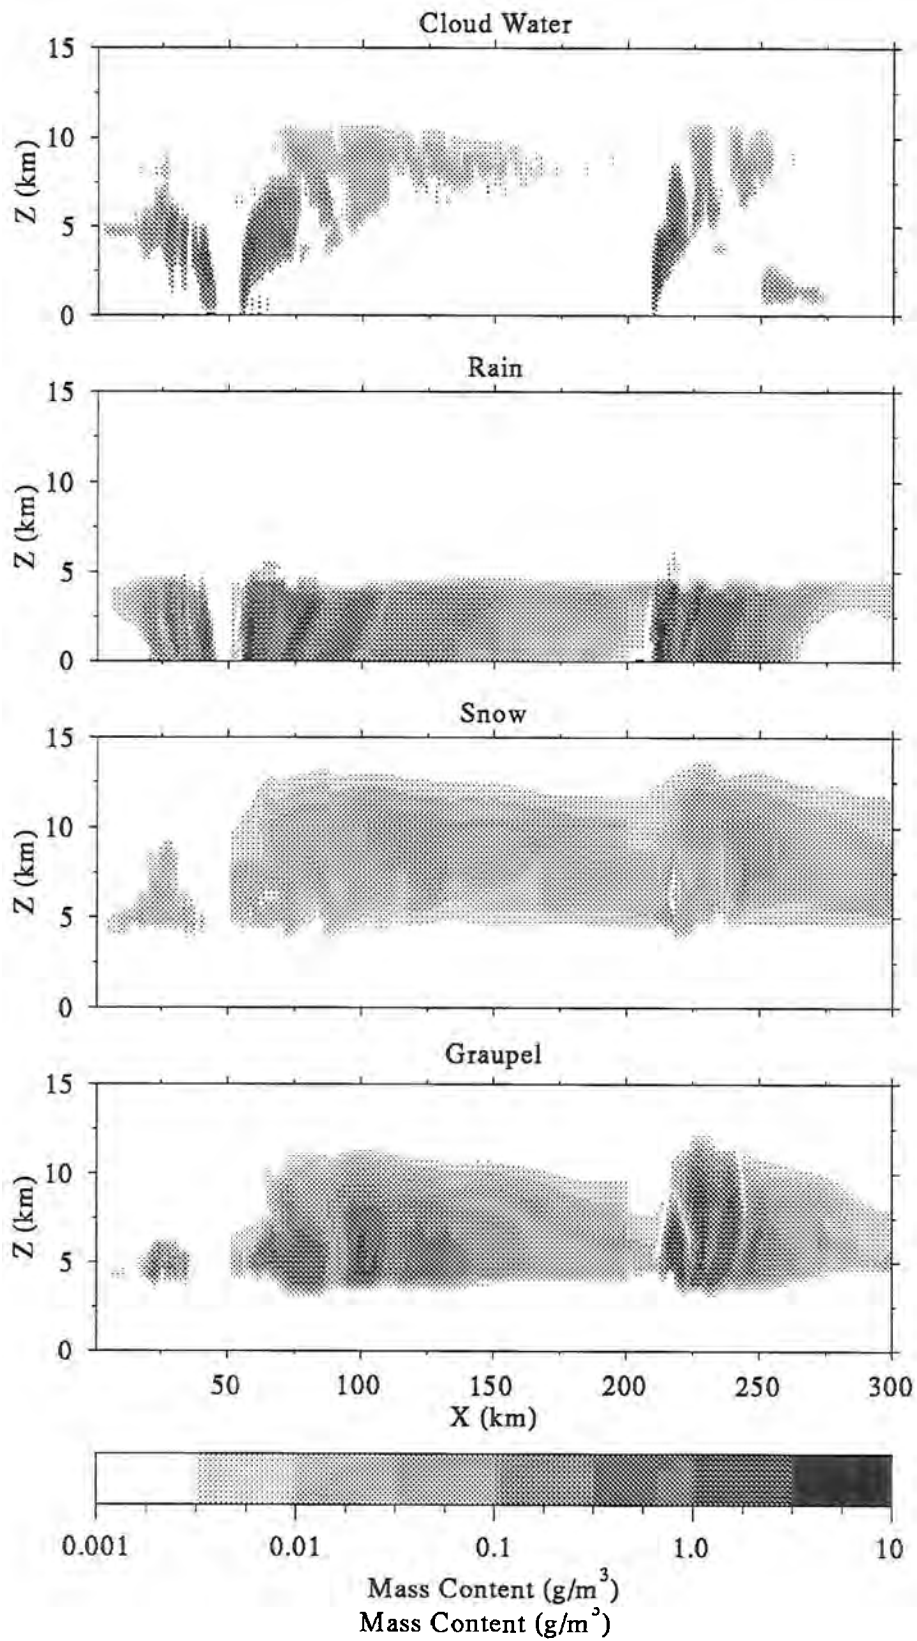 Cloud Water
15
10
5
0
Z (km)
Rain
15
10
5
0
Z (km)
Snow
15
10
5
0
Z (km)
Graupel
15
10
5
0
Z (km)
50 100 150 200 250 300
X (km)
0.001 0.01 0.1 1.0 10
Mass Content (g/m³)
Mass Content (g/m³)